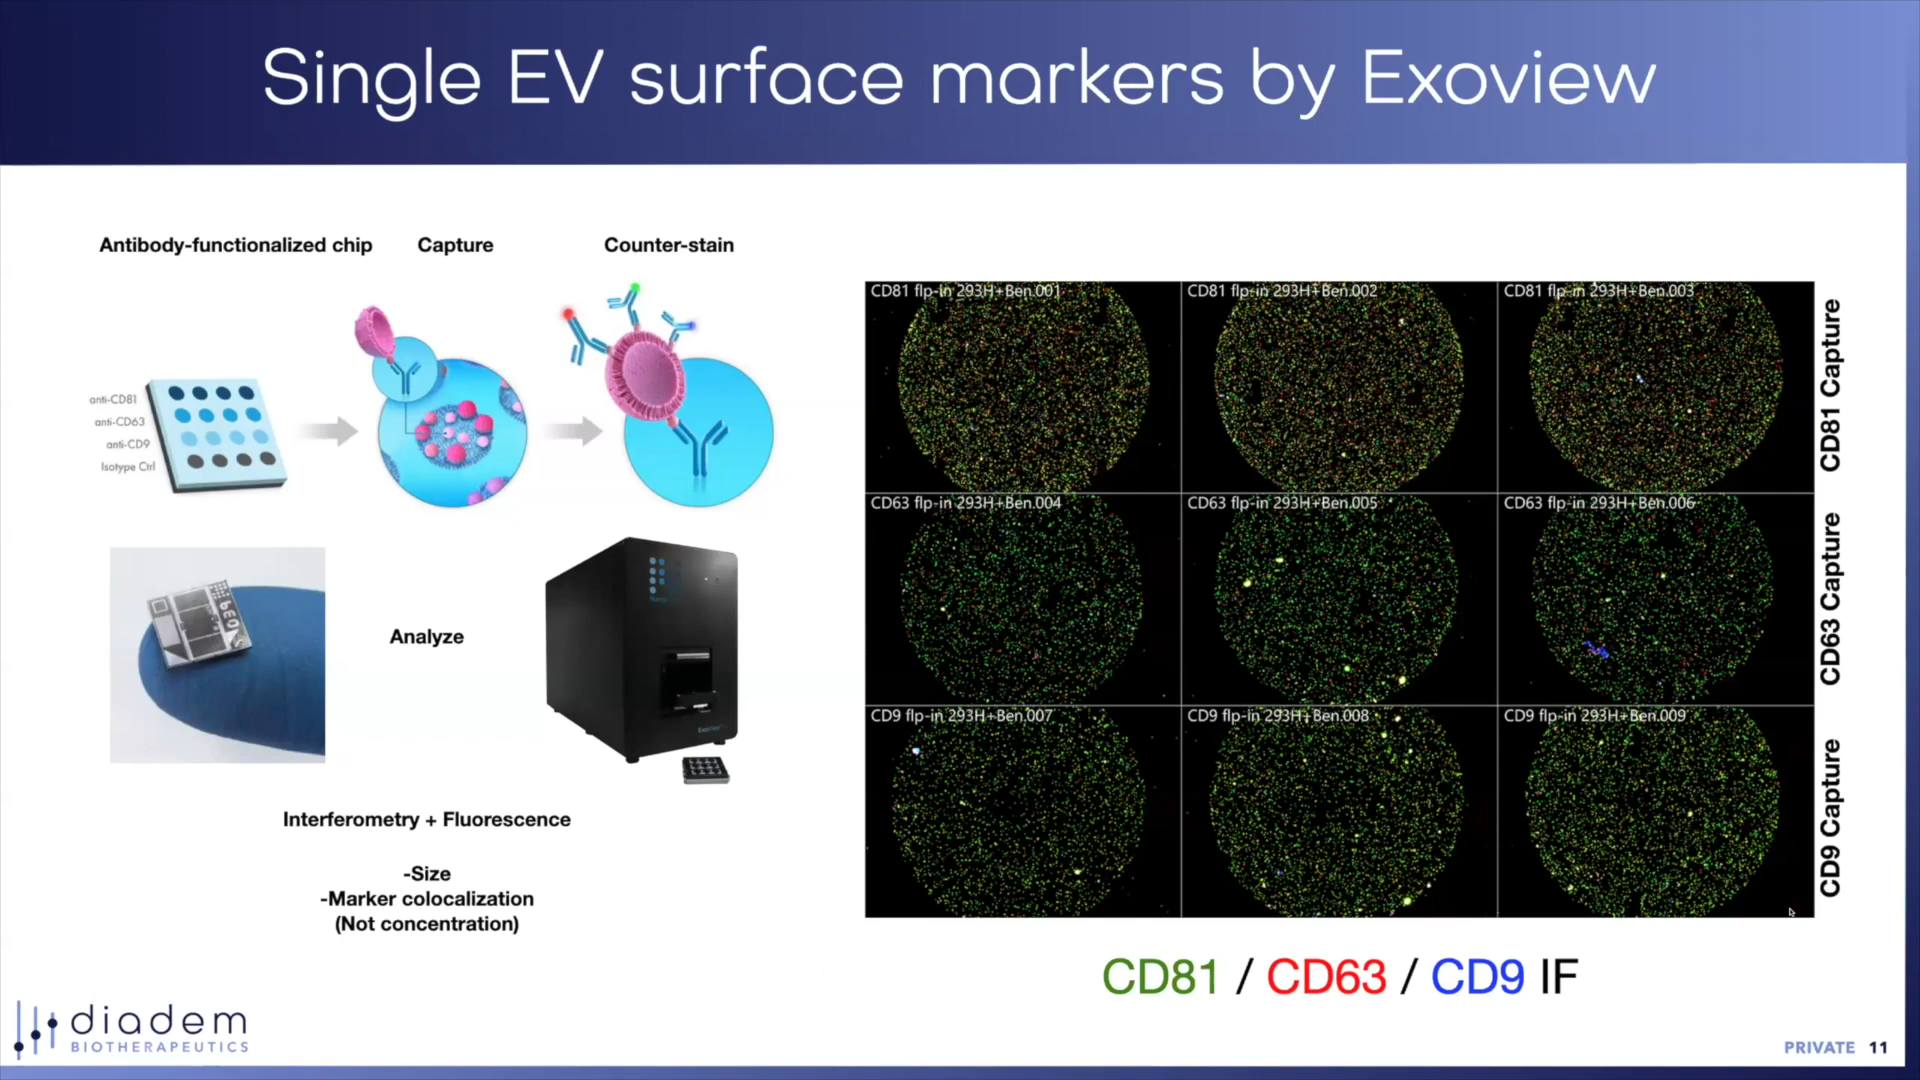 Single EV surface markers by Exoview
Antibody-functionalized chip
Capture
Counter-stain
anti-CD81
anti-CD63
anti-CD9
Isotype Ctrl
Analyze
Interferometry + Fluorescence
-Size
-Marker colocalization
(Not concentration)
CD81 flp-in 293H+Ben.001
CD81 flp-in 293H+Ben.002
CD81 flp-in 293H+Ben.003
CD81 Capture
CD63 flp-in 293H+Ben.004
CD63 flp-in 293H+Ben.005
CD63 flp-in 293H+Ben.006
CD63 Capture
CD9 flp-in 293H+Ben.007
CD9 flp-in 293H+Ben.008
CD9 flp-in 293H+Ben.009
CD9 Capture
CD81 / CD63 / CD9 IF
diadem
BIOTHERAPEUTICS
PRIVATE 11